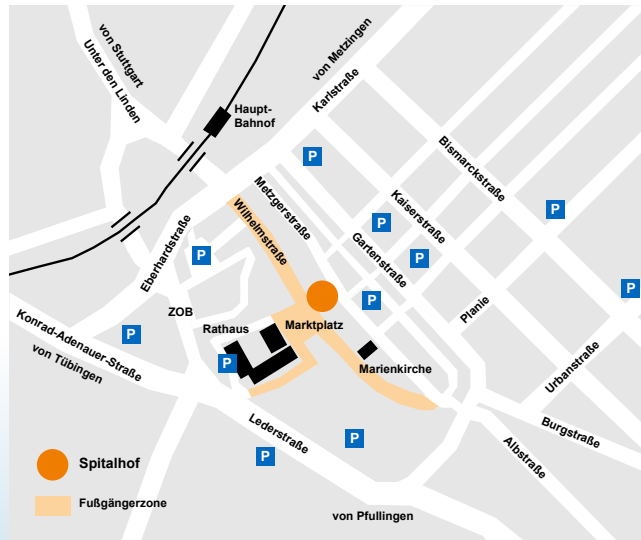 von Stuttgart
Unter den Linden
von Metzingen
Karlstraße
Haupt-
Bahnhof
P
Bismarckstraße
Metzgerstraße
Kaiserstraße
Wilhelmstraße
P
P
Gartenstraße
Eberhardstraße
P
P
P
P
ZOB
Planie
Konrad-Adenauer-Straße
von Tübingen
P
Rathaus
Marktplatz
P
Marienkirche
Urbanstraße
Lederstraße
Burgstraße
Albstraße
P
P
Spitalhof
Fußgängerzone
von Pfullingen